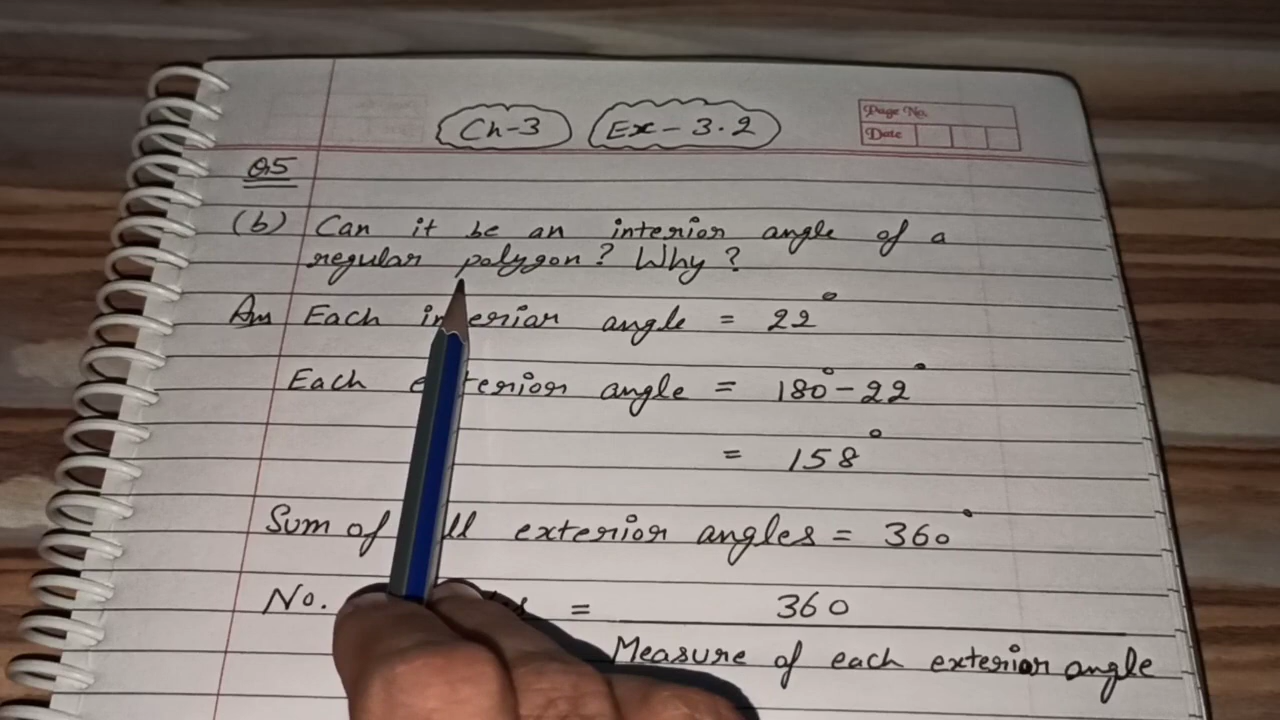 Ch-3 Ex-3.2
Page No.
Date
Q5
(b) Can it be an interior angle of a
regular polygon? Why?
Ans Each interior angle = 22°
Each exterior angle = 180°-22°
= 158°
Sum of all exterior angles = 360°
No. = 360
Measure of each exterior angle